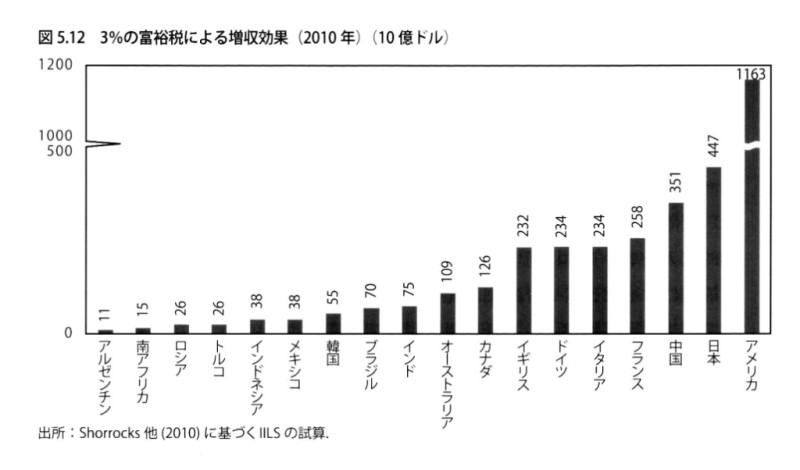 図 5.12　3%の富裕税による増収効果（2010 年）（10 億ドル）
1200
1000
500
0
11
15
26
26
38
38
55
70
75
109
126
232
234
234
258
351
447
1163
アルゼンチン
南アフリカ
ロシア
トルコ
インドネシア
メキシコ
韓国
ブラジル
インド
オーストラリア
カナダ
イギリス
ドイツ
イタリア
フランス
中国
日本
アメリカ
出所：Shorrocks 他 (2010) に基づく IILS の試算.